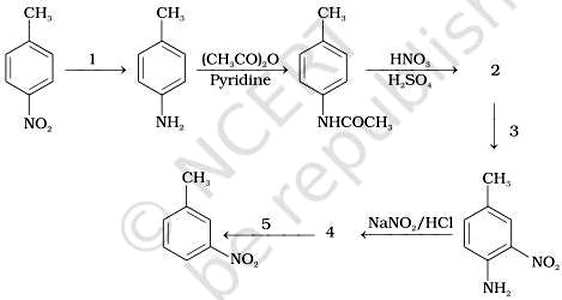 CH₃
NO₂
1
CH₃
NH₂
(CH₃CO)₂O
Pyridine
CH₃
NHCOCH₃
HNO₃
H₂SO₄
2
3
CH₃
NO₂
NH₂
NaNO₂/HCl
4
5
CH₃
NO₂
© NCERT
be republi